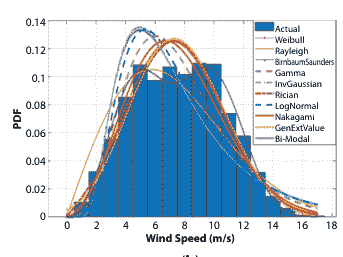 0.14
0.12
0.1
0.08
0.06
0.04
0.02
0
PDF
0 2 4 6 8 10 12 14 16 18
Wind Speed (m/s)
Actual
Weibull
Rayleigh
BirnbaumSaunders
Gamma
InvGaussian
Rician
LogNormal
Nakagami
GenExtValue
Bi-Modal